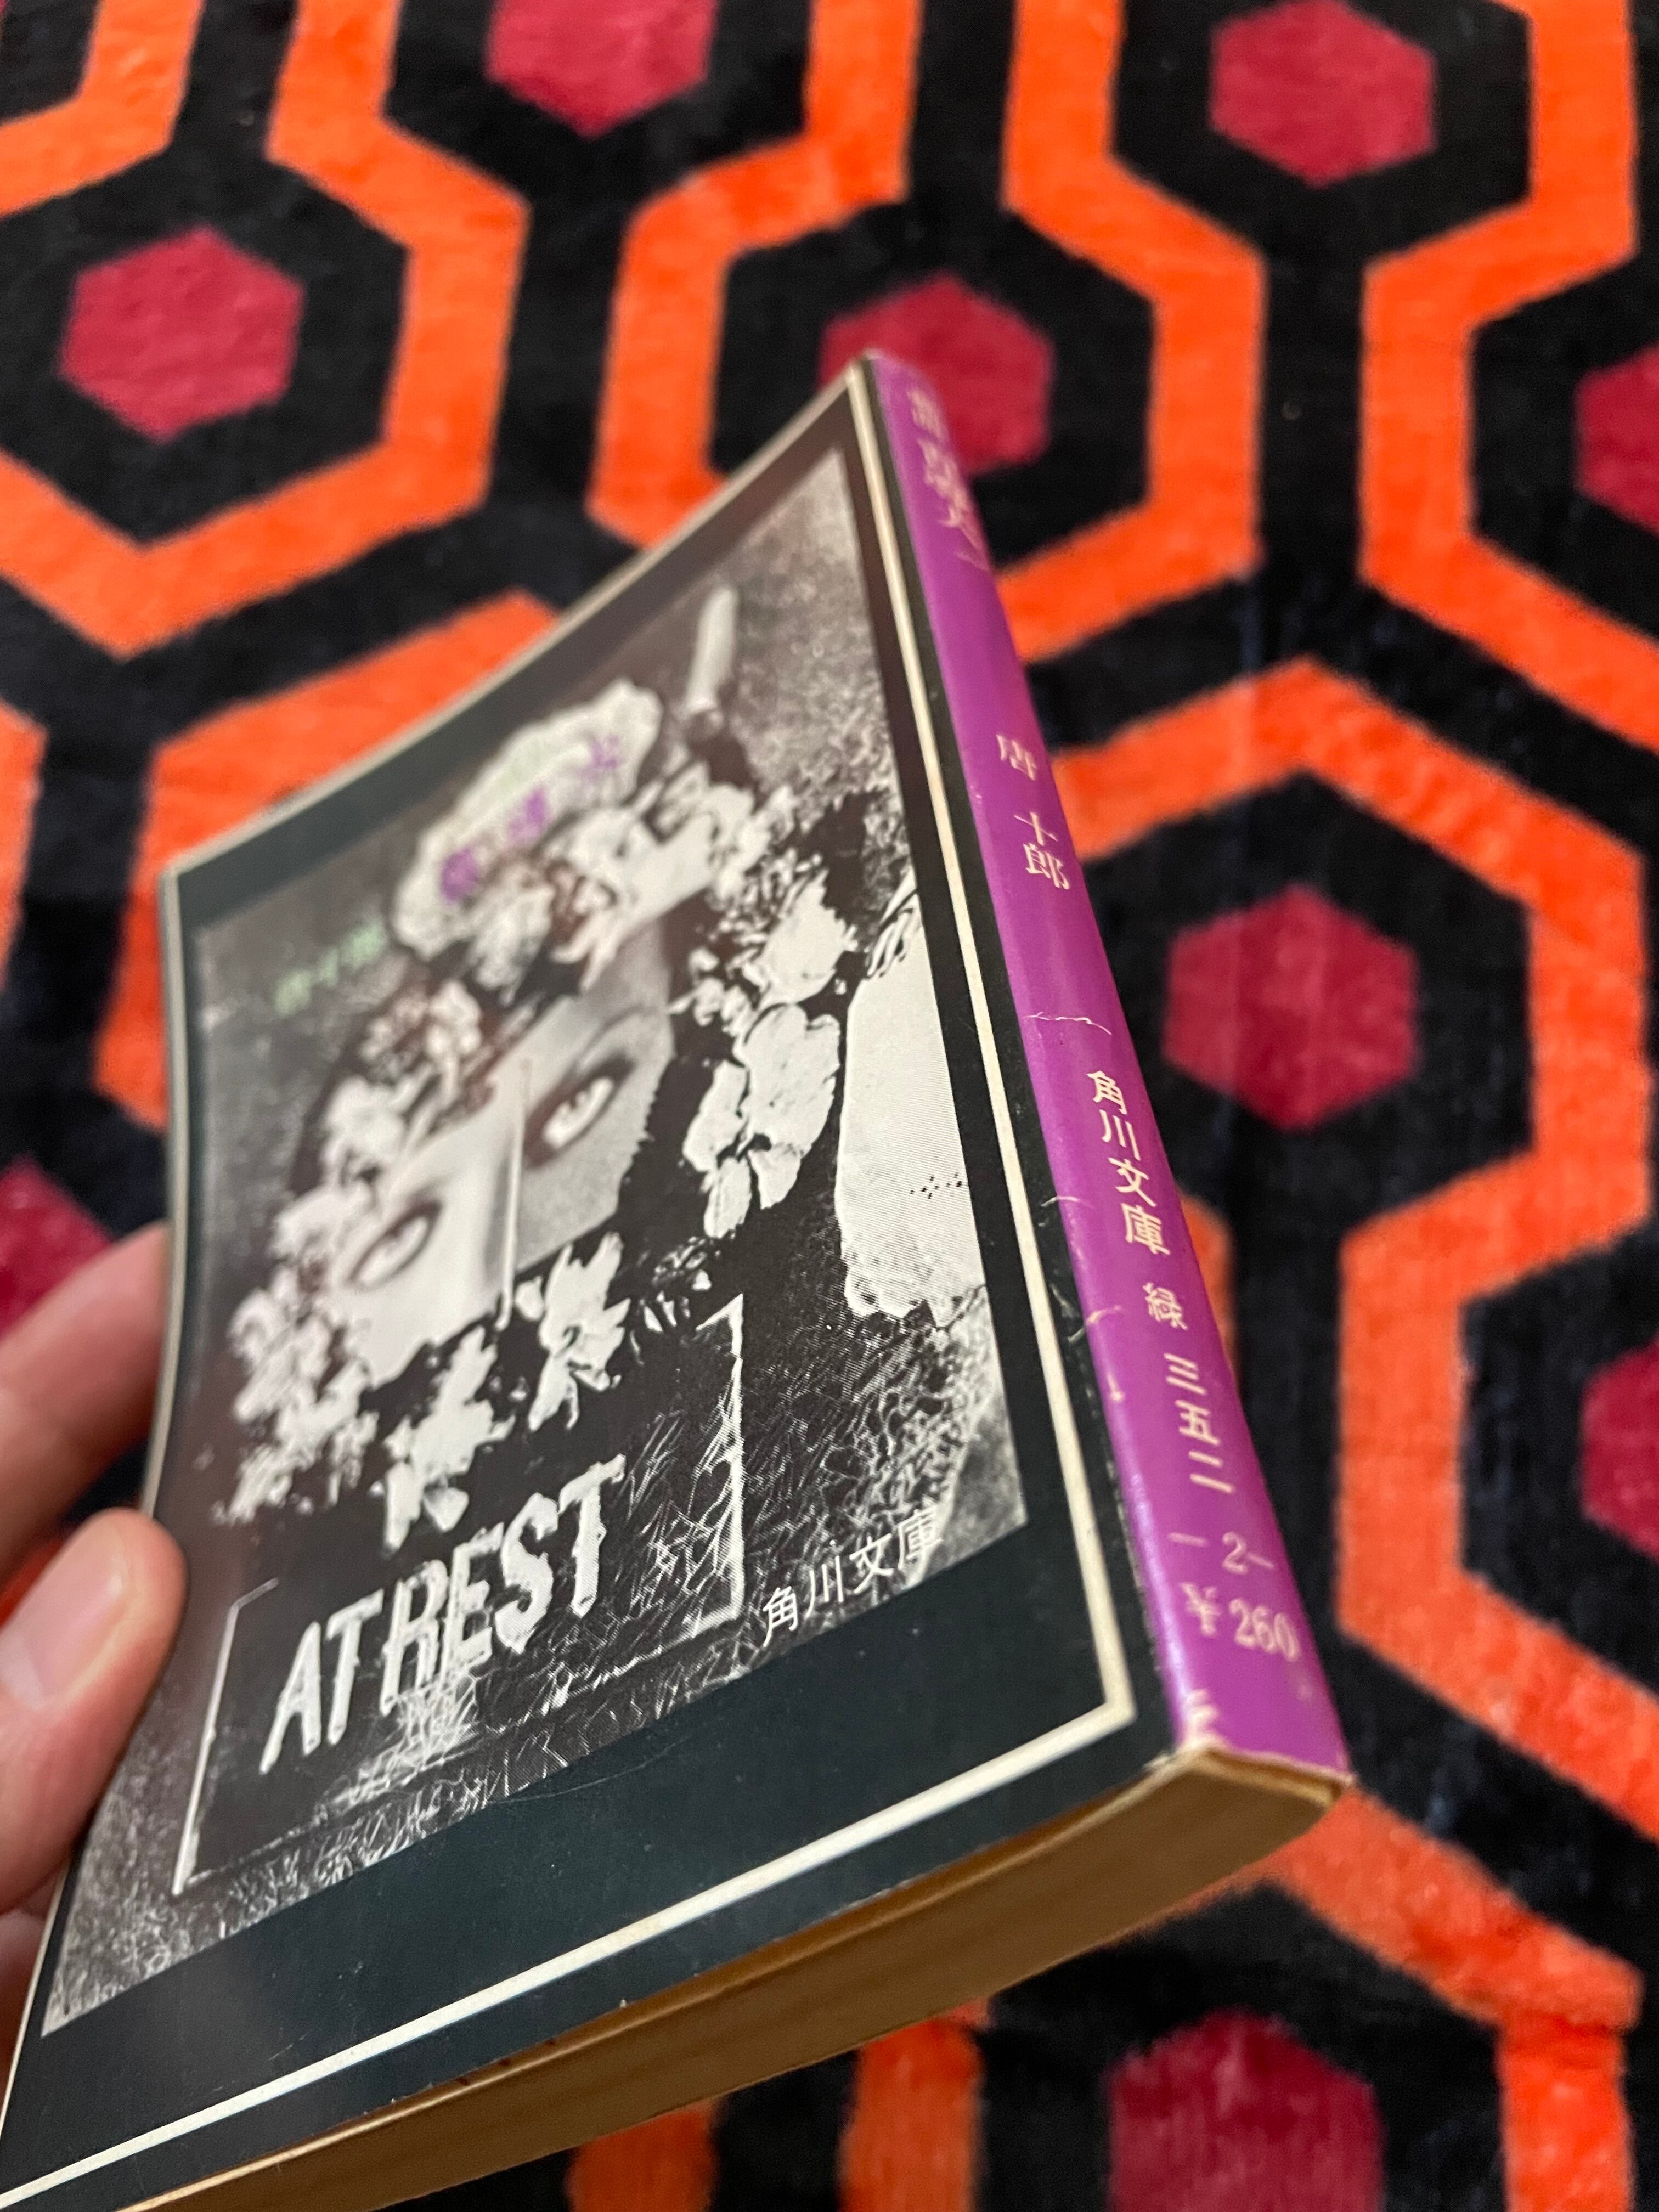 AT REST
角川文庫
唐 十郎
角川文庫 緑 三五二
—2—
¥260